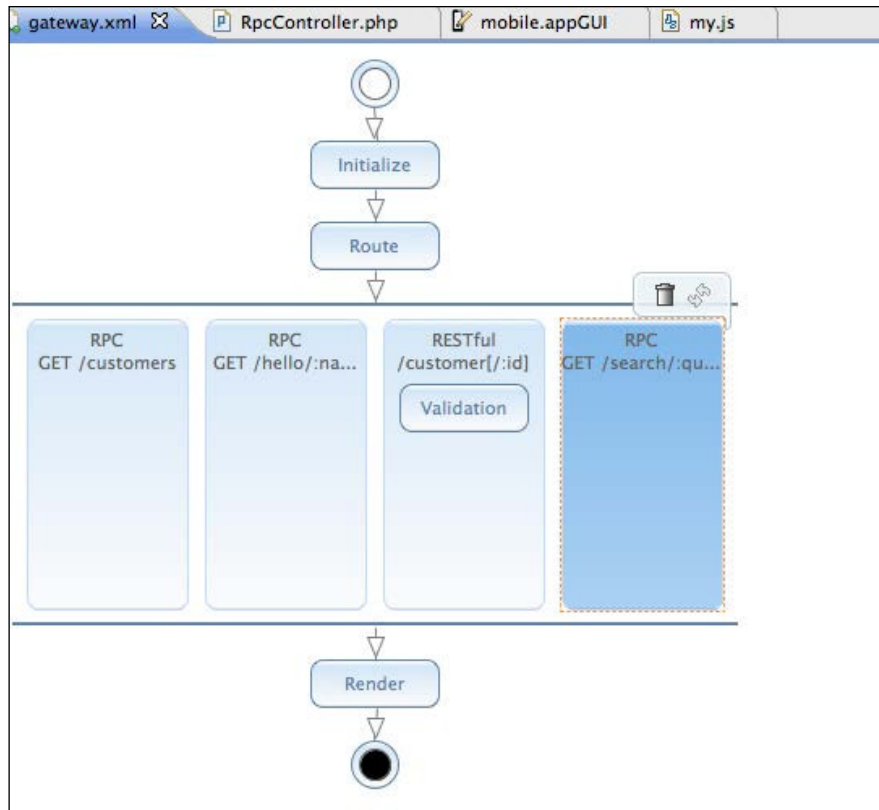 gateway.xml
RpcController.php
mobile.appGUI
my.js
Initialize
Route
RPC
GET /customers
RPC
GET /hello/:na...
RESTful
/customer[/:id]
Validation
RPC
GET /search/:qu...
Render